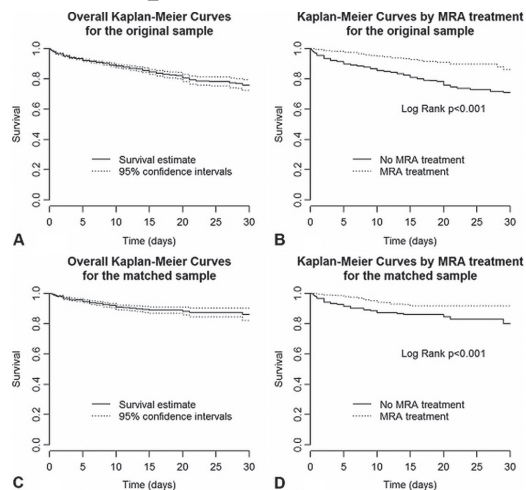 Overall Kaplan-Meier Curves
for the original sample
Survival
1.0
0.8
0.6
0.4
0.2
0.0
Survival estimate
95% confidence intervals
0 5 10 15 20 25 30
Time (days)
A
Kaplan-Meier Curves by MRA treatment
for the original sample
Survival
1.0
0.8
0.6
0.4
0.2
0.0
Log Rank p<0.001
No MRA treatment
MRA treatment
0 5 10 15 20 25 30
Time (days)
B
Overall Kaplan-Meier Curves
for the matched sample
Survival
1.0
0.8
0.6
0.4
0.2
0.0
Survival estimate
95% confidence intervals
0 5 10 15 20 25 30
Time (days)
C
Kaplan-Meier Curves by MRA treatment
for the matched sample
Survival
1.0
0.8
0.6
0.4
0.2
0.0
Log Rank p<0.001
No MRA treatment
MRA treatment
0 5 10 15 20 25 30
Time (days)
D